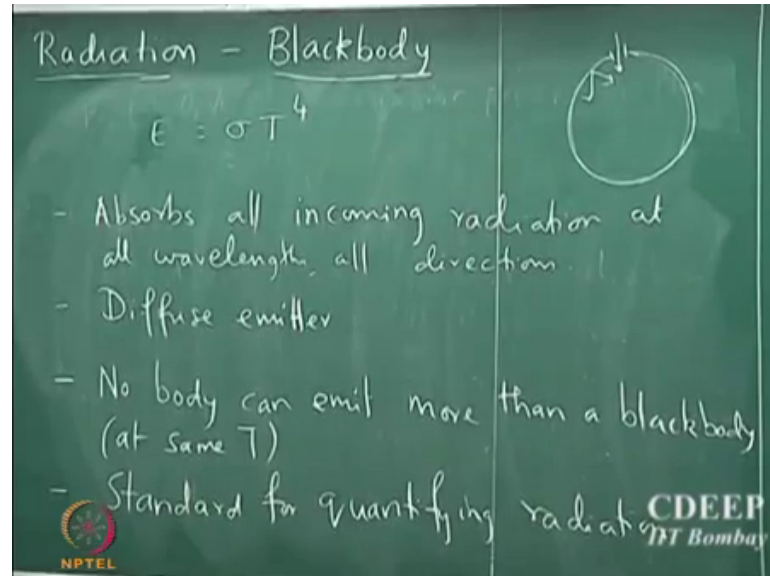 Radiation - Blackbody
E = σT⁴
- Absorbs all incoming radiation at
all wavelength, all direction.
- Diffuse emitter
- No body can emit more than a blackbody
(at same T)
- Standard for quantifying radiation
CDEEP
IIT Bombay
NPTEL